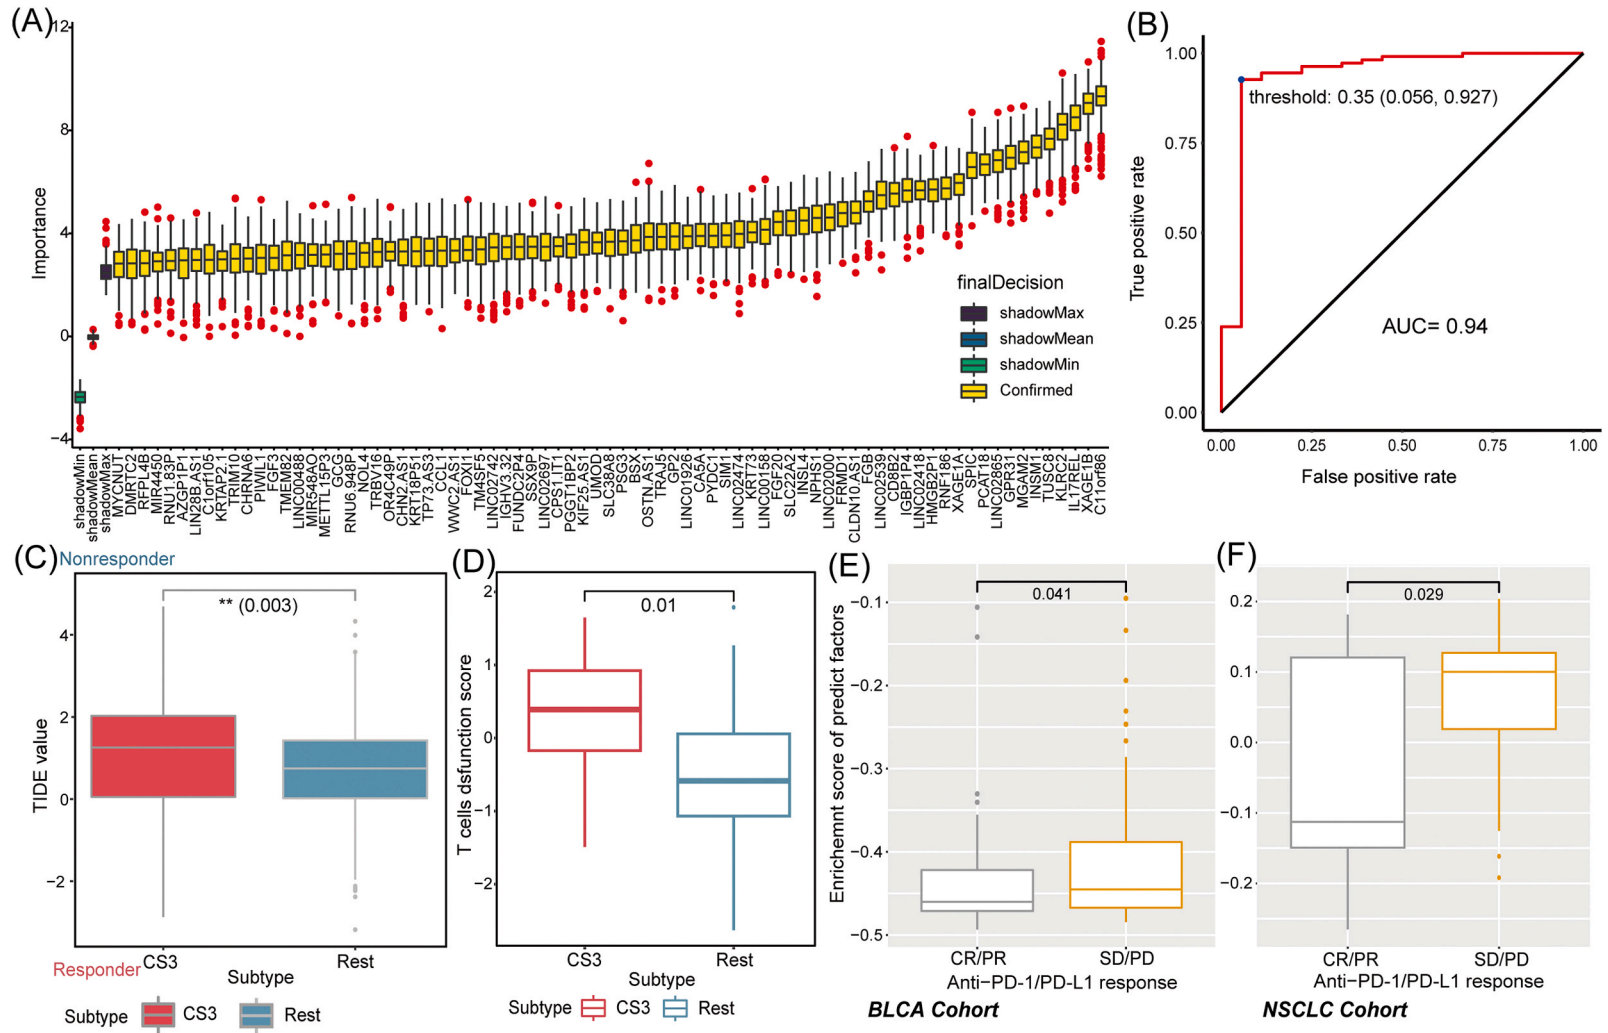 (A)
12
8
4
0
−4
Importance
finalDecision
shadowMax
shadowMean
shadowMin
Confirmed
shadowMin
shadowMean
shadowMax
MYCNUT
DMRTC2
RFPL4B
MIR4450
RNU1.83P
AZGP1P1
LIN28B.AS1
C1orf105
KRTAP2.1
TRIM10
CHRNA6
PIWIL1
FGF3
TMEM82
LINC00488
MIR548AO
METTL15P3
GAGC3
RNU6.948P
NOL4
TRBV16
OR4C49P
CHN2.AS1
KRT18P51
TP73.AS3
CCL1
WWC2.AS1
FOXI1
TM4SF5
LINC02742
IGHV3.32
FUNDC2P4
SSX9P
LINC02697
CPS1.IT1
PGGT1BP2
KIF25.AS1
UMOD
SLC38A8
PSG3
BSX
OSTN.AS1
TRAJ5
GP2
LINC01926
CA5A
PYDC1
SIM1
LINC02474
KRT73
LINC00158
FGF20
SLC22A2
INSL4
NPHS1
LINC02000
FRMD1
CLDN10.AS1
FGB
LINC02539
CD8B2
IGBP1P4
LINC02418
HMGB2P1
RNF186
XAGE1A
SPIC
PCAT18
LINC02865
GPR31
MGAM2
INSM1
TUSC8
KLRC2
IL17REL
XAGE1B
C11orf86
(B)
1.00
0.75
0.50
0.25
0.00
True positive rate
threshold: 0.35 (0.056, 0.927)
AUC= 0.94
0.00 0.25 0.50 0.75 1.00
False positive rate
(C)
Nonresponder
** (0.003)
4
2
0
−2
TIDE value
Responder
CS3 Rest
Subtype
Subtype CS3 Rest
(D)
0.01
2
1
0
−1
−2
T cells dsfunction score
CS3 Rest
Subtype
Subtype CS3 Rest
(E)
0.041
−0.1
−0.2
−0.3
−0.4
−0.5
Enrichemnt score of predict factors
CR/PR SD/PD
Anti−PD−1/PD−L1 response
BLCA Cohort
(F)
0.029
0.2
0.1
0.0
−0.1
−0.2
CR/PR SD/PD
Anti−PD−1/PD−L1 response
NSCLC Cohort